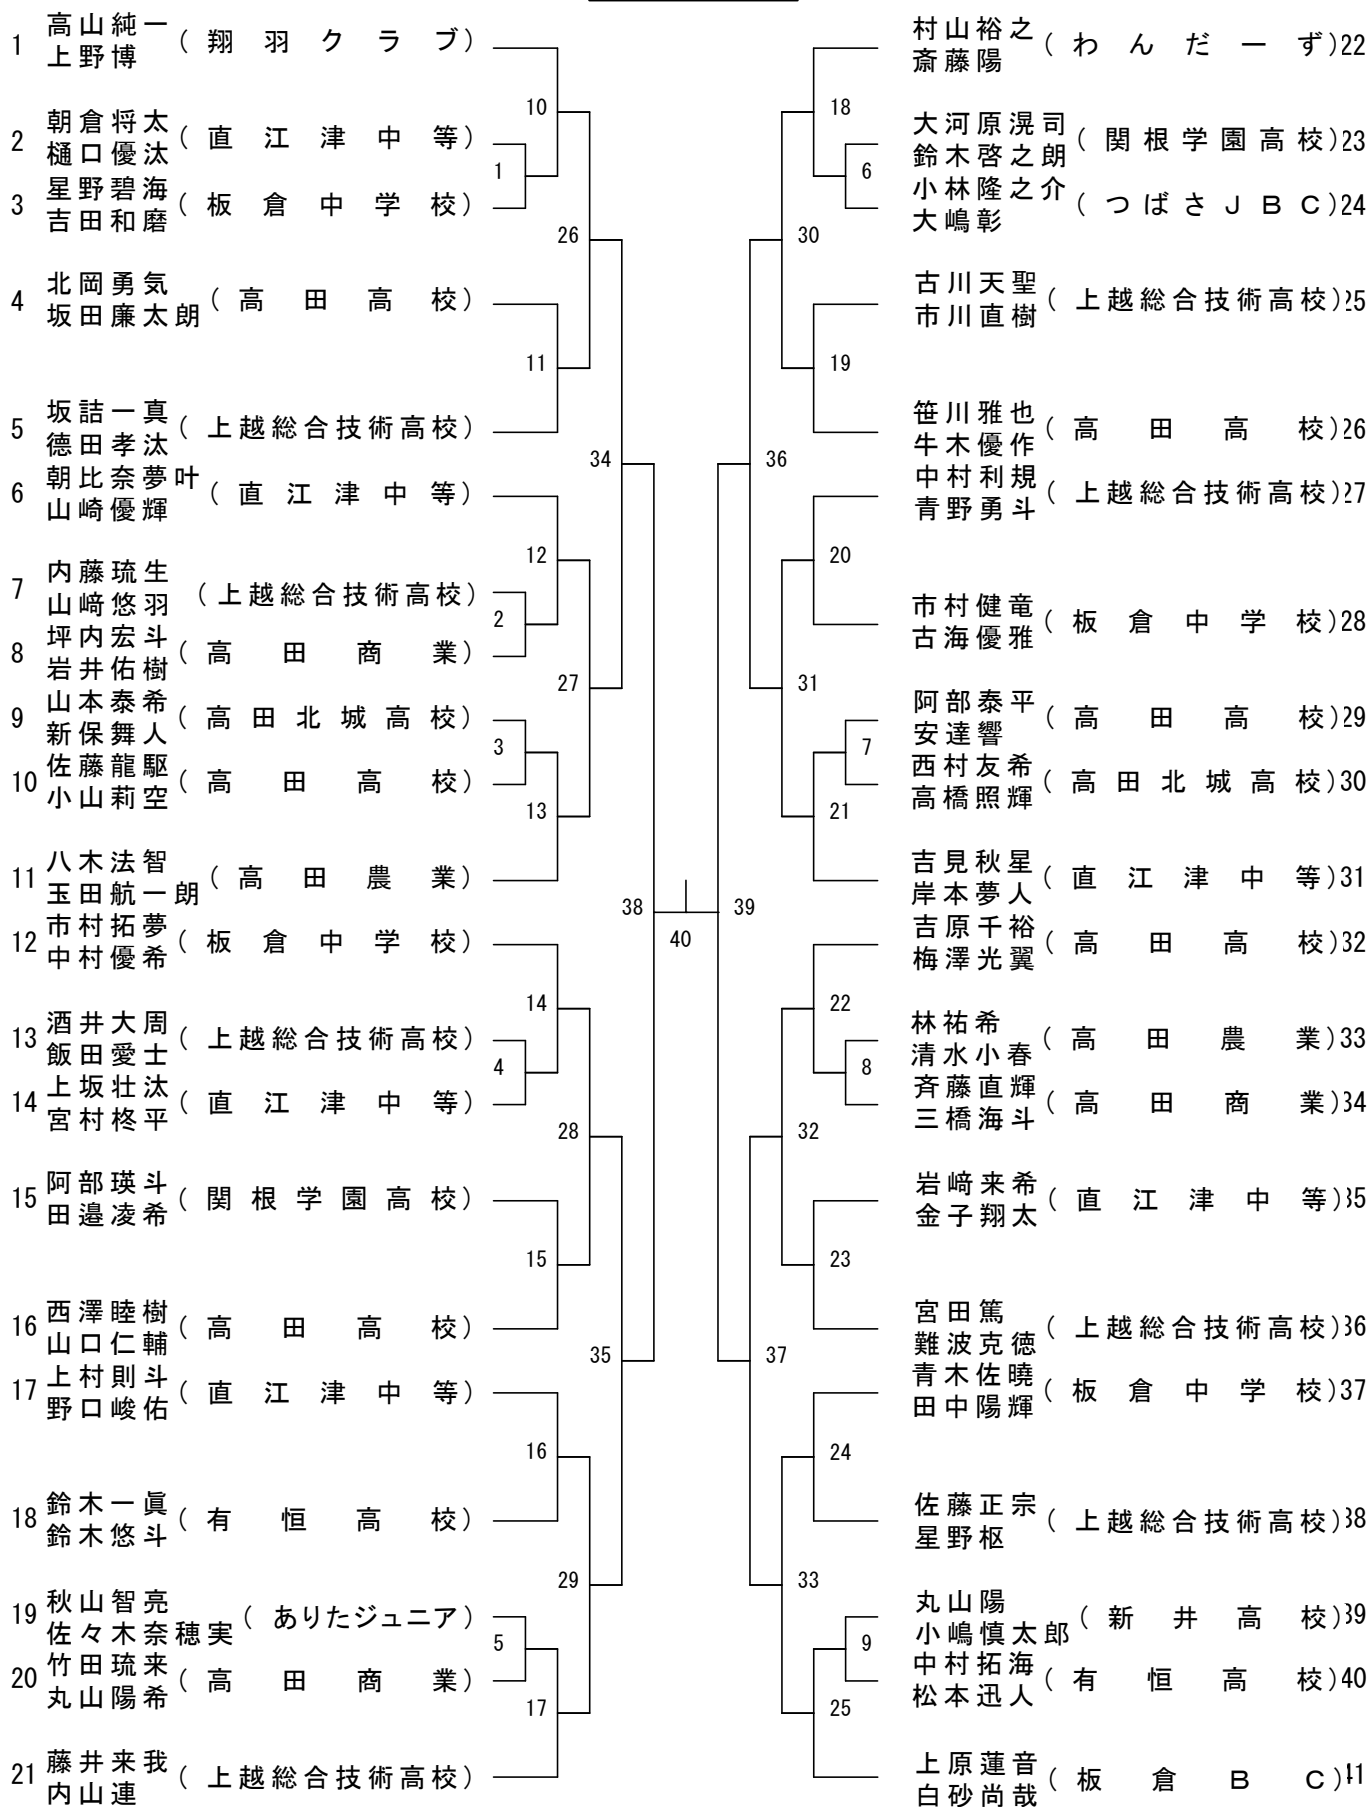 1 高山純一 上野博 ( 翔羽クラブ )
2 朝倉将太 樋口優汰 ( 直江津中等 )
3 星野碧海 吉田和磨 ( 板倉中学校 )
4 北岡勇気 坂田廉太朗 ( 高田高校 )
5 坂詰一真 德田孝汰 ( 上越総合技術高校 )
6 朝比奈夢叶 山崎優輝 ( 直江津中等 )
7 内藤琉生 山﨑悠羽 ( 上越総合技術高校 )
8 坪内宏斗 岩井佑樹 ( 高田商業 )
9 山本泰希 新保舞人 ( 高田北城高校 )
10 佐藤龍駆 小山莉空 ( 高田高校 )
11 八木法智 玉田航一朗 ( 高田農業 )
12 市村拓夢 中村優希 ( 板倉中学校 )
13 酒井大周 飯田愛士 ( 上越総合技術高校 )
14 上坂壮汰 宮村柊平 ( 直江津中等 )
15 阿部瑛斗 田邉凌希 ( 関根学園高校 )
16 西澤睦樹 山口仁輔 ( 高田高校 )
17 上村則斗 野口峻佑 ( 直江津中等 )
18 鈴木一眞 鈴木悠斗 ( 有恒高校 )
19 秋山智亮 佐々木奈穂実 ( ありたジュニア )
20 竹田琉来 丸山陽希 ( 高田商業 )
21 藤井来我 内山連 ( 上越総合技術高校 )
10
1
26
11
34
12
2
27
3
13
38
14
4
28
15
35
16
29
5
17
40
18
6
30
19
36
20
31
7
21
39
22
8
32
23
37
24
33
9
25
村山裕之 斎藤陽 ( わんだーず ) 22
大河原滉司 鈴木啓之朗 ( 関根学園高校 ) 23
小林隆之介 大嶋彰 ( つばさJBC ) 24
古川天聖 市川直樹 ( 上越総合技術高校 ) 25
笹川雅也 牛木優作 ( 高田高校 ) 26
中村利規 青野勇斗 ( 上越総合技術高校 ) 27
市村健竜 古海優雅 ( 板倉中学校 ) 28
阿部泰平 安達響 ( 高田高校 ) 29
西村友希 高橋照輝 ( 高田北城高校 ) 30
吉見秋星 岸本夢人 ( 直江津中等 ) 31
吉原千裕 梅澤光翼 ( 高田高校 ) 32
林祐希 清水小春 ( 高田農業 ) 33
斉藤直輝 三橋海斗 ( 高田商業 ) 34
岩﨑来希 金子翔太 ( 直江津中等 ) 35
宮田篤 難波克徳 ( 上越総合技術高校 ) 36
青木佐曉 田中陽輝 ( 板倉中学校 ) 37
佐藤正宗 星野枢 ( 上越総合技術高校 ) 38
丸山陽 小嶋慎太郎 ( 新井高校 ) 39
中村拓海 松本迅人 ( 有恒高校 ) 40
上原蓮音 白砂尚哉 ( 板倉BC ) 41